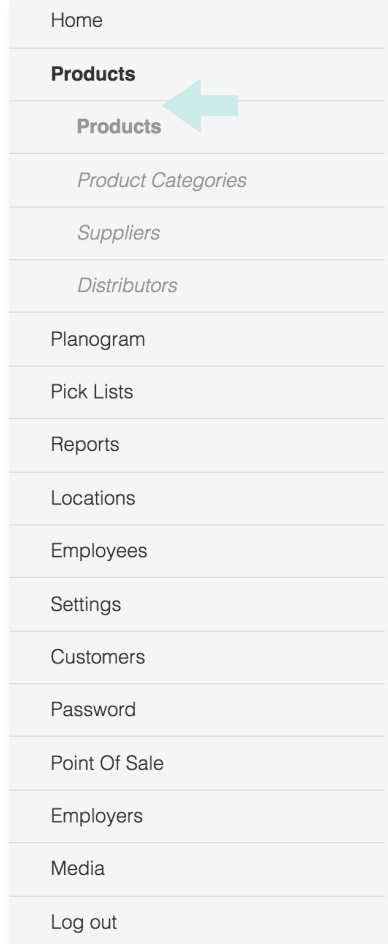 Home
Products
Products
Product Categories
Suppliers
Distributors
Planogram
Pick Lists
Reports
Locations
Employees
Settings
Customers
Password
Point Of Sale
Employers
Media
Log out